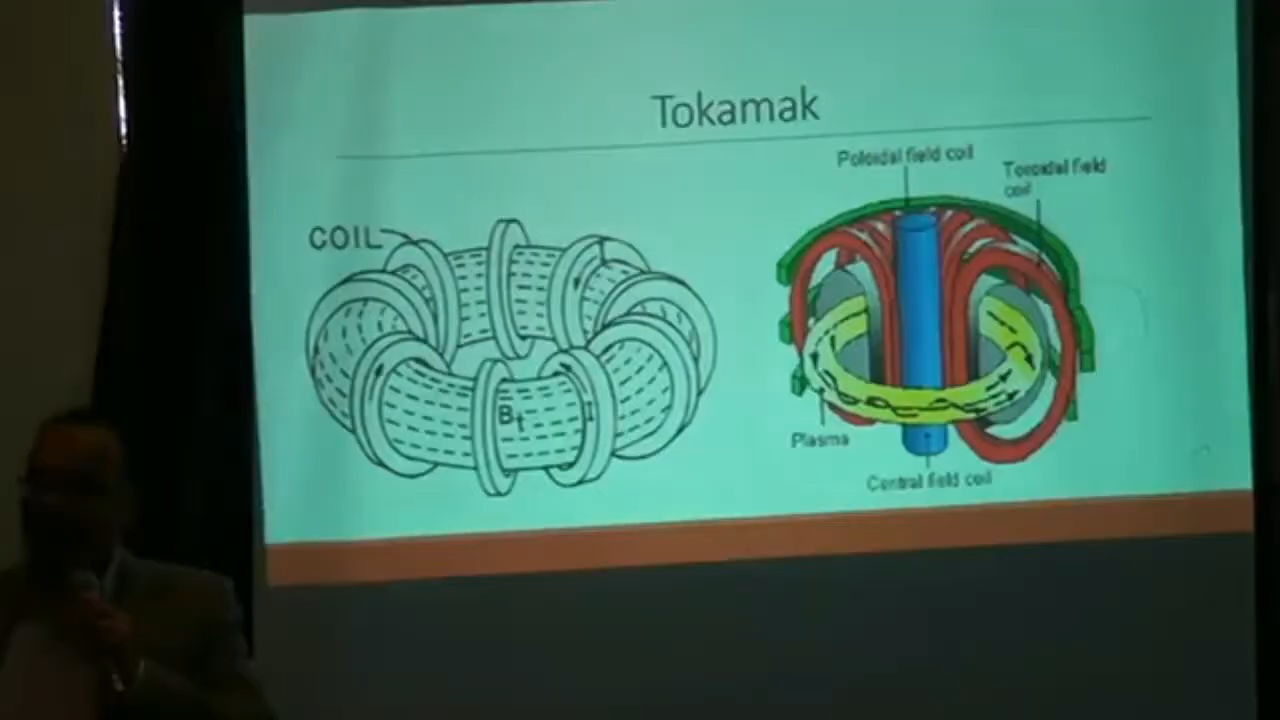 Tokamak
COIL
Bt
I
Poloidal field coil
Toroidal field
coil
Plasma
Central field coil